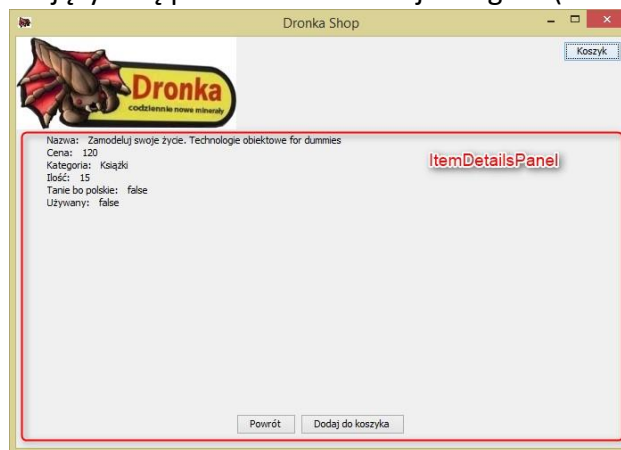 Dronka Shop
Koszyk
Dronka
codziennie nowe minerały
Nazwa: Zamodeluj swoje życie. Technologie obiektowe for dummies
Cena: 120
ItemDetailsPanel
Kategoria: Książki
Ilość: 15
Tanie bo polskie: false
Używany: false
Powrót Dodaj do koszyka